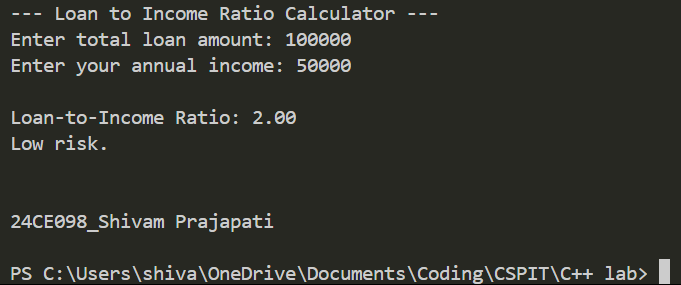 --- Loan to Income Ratio Calculator ---
Enter total loan amount: 100000
Enter your annual income: 50000
Loan-to-Income Ratio: 2.00
Low risk.
24CE098_Shivam Prajapati
PS C:\Users\shiva\OneDrive\Documents\Coding\CSPIT\C++ lab>